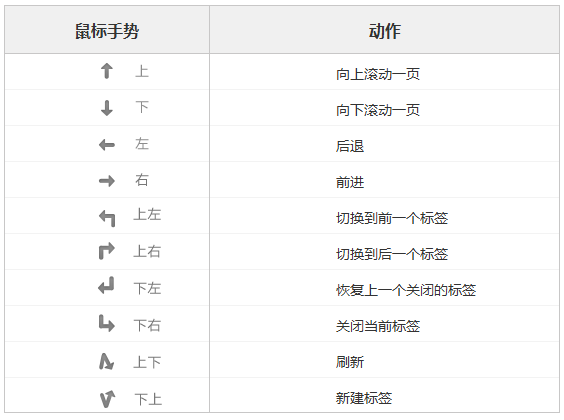 鼠标手势 动作
上 向上滚动一页
下 向下滚动一页
左 后退
右 前进
上左 切换到前一个标签
上右 切换到后一个标签
下左 恢复上一个关闭的标签
下右 关闭当前标签
上下 刷新
下上 新建标签